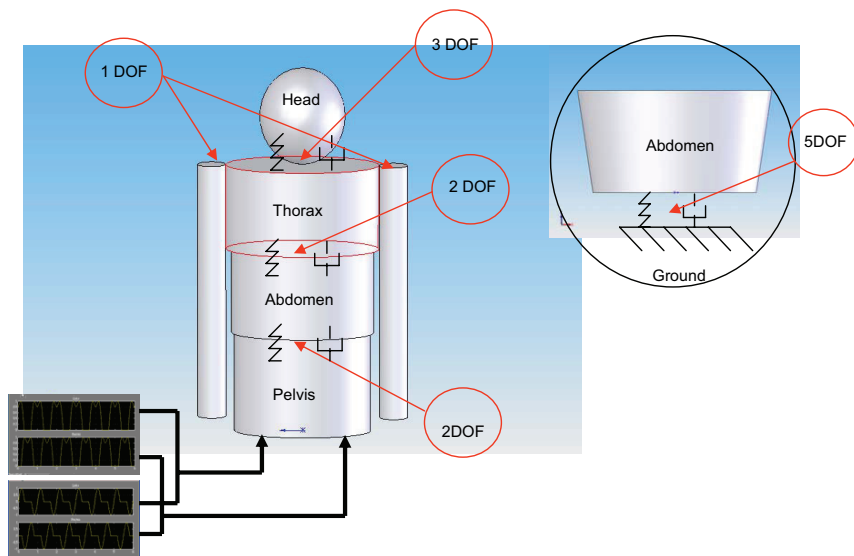 3 DOF
1 DOF
Head
Abdomen
5DOF
2 DOF
Thorax
Ground
Abdomen
Pelvis
2DOF